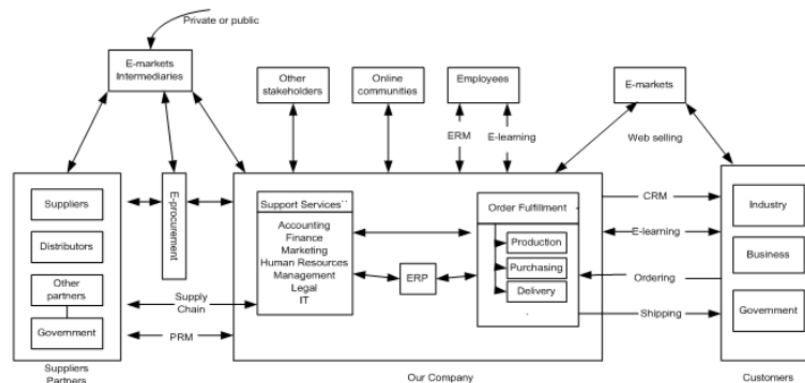 Private or public
E-markets
Intermediaries
Other
stakeholders
Online
communities
Employees
E-markets
ERM
E-learning
Web selling
Suppliers
Distributors
Other
partners
Government
Suppliers
Partners
E-procurement
Supply
Chain
PRM
Support Services``
Accounting
Finance
Marketing
Human Resources
Management
Legal
IT
ERP
Order Fulfillment
Production
Purchasing
Delivery
Our Company
CRM
E-learning
Ordering
Shipping
Industry
Business
Government
Customers